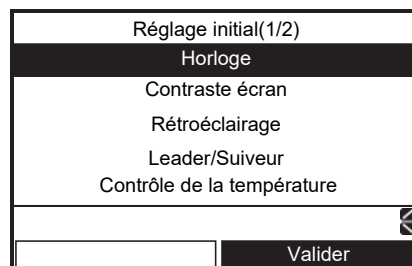 Réglage initial(1/2)
Horloge
Contraste écran
Rétroéclairage
Leader/Suiveur
Contrôle de la température
Valider